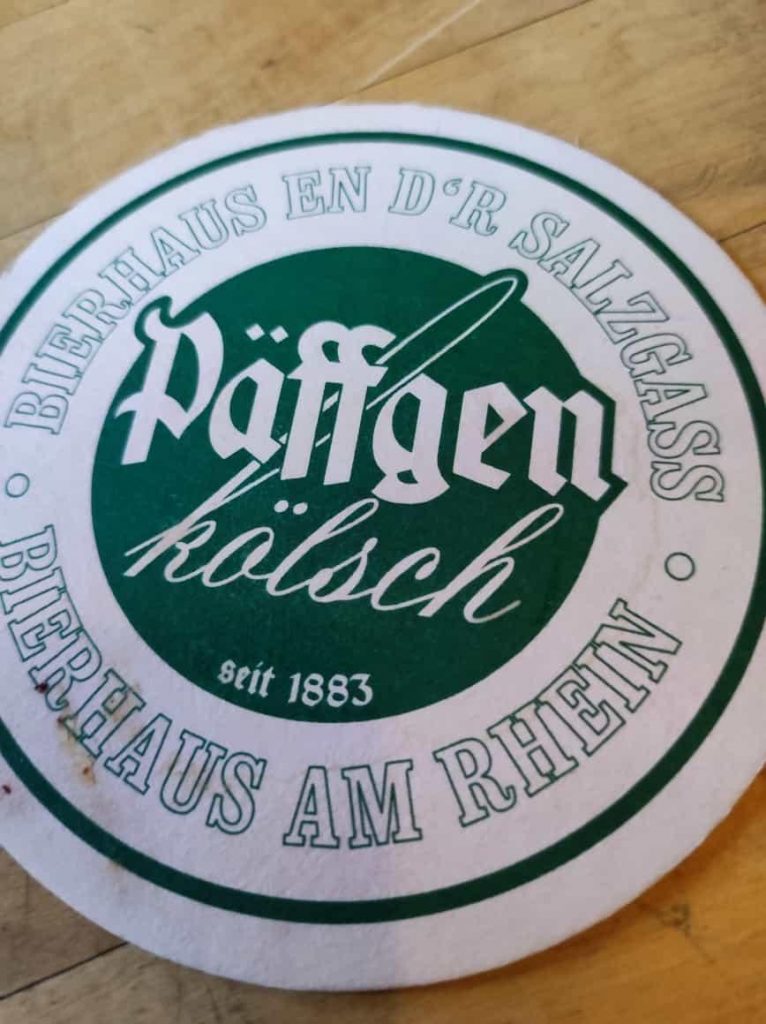 BIERHAUS EN D'R SALZGASS
Päffgen
kölsch
seit 1883
BIERHAUS AM RHEIN